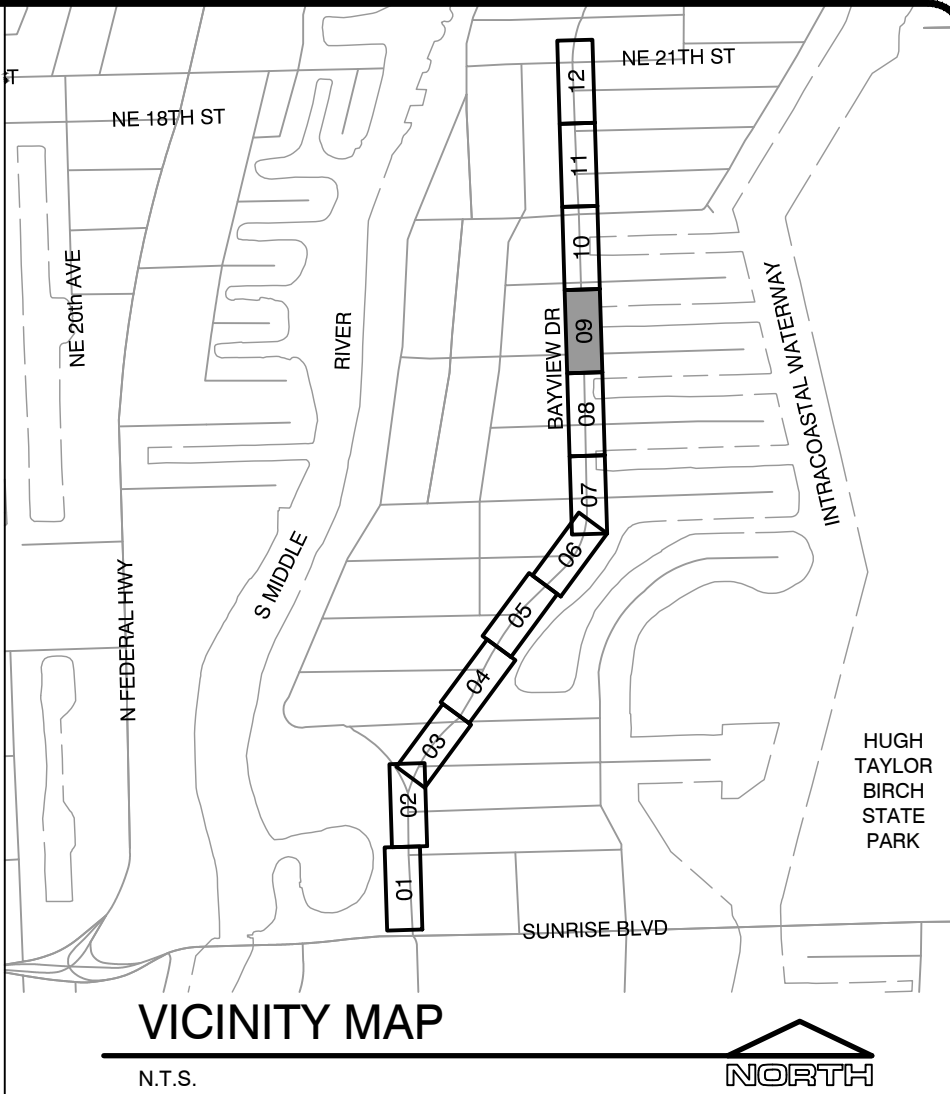 NE 21TH ST
12
T
NE 18TH ST
11
10
NE 20th AVE
RIVER
BAYVIEW DR
09
INTRACOASTAL WATERWAY
08
07
S MIDDLE
06
N FEDERAL HWY
05
04
03
HUGH
TAYLOR
BIRCH
STATE
PARK
02
01
SUNRISE BLVD
VICINITY MAP
N.T.S.
NORTH